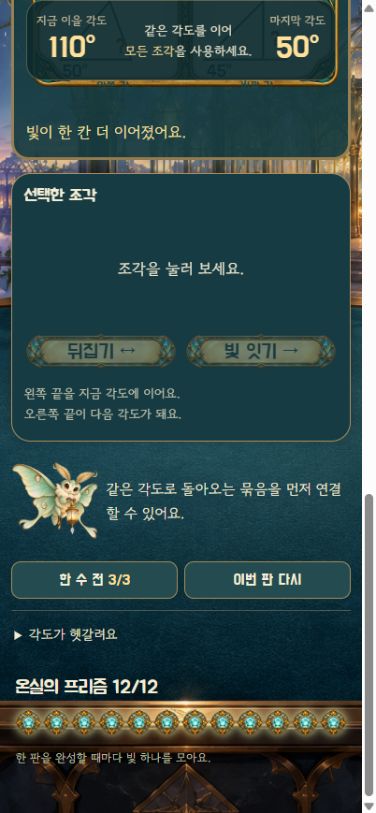 지금 이을 각도
110°
같은 각도를 이어
모든 조각을 사용하세요.
마지막 각도
50°
50°
45°
빛이 한 칸 더 이어졌어요.
선택한 조각
조각을 눌러 보세요.
뒤집기 ↔
빛 잇기 →
왼쪽 끝을 지금 각도에 이어요.
오른쪽 끝이 다음 각도가 돼요.
같은 각도로 돌아오는 묶음을 먼저 연결
할 수 있어요.
한 수 전 3/3
이번 판 다시
▶ 각도가 헷갈려요
온실의 프리즘 12/12
한 판을 완성할 때마다 빛 하나를 모아요.